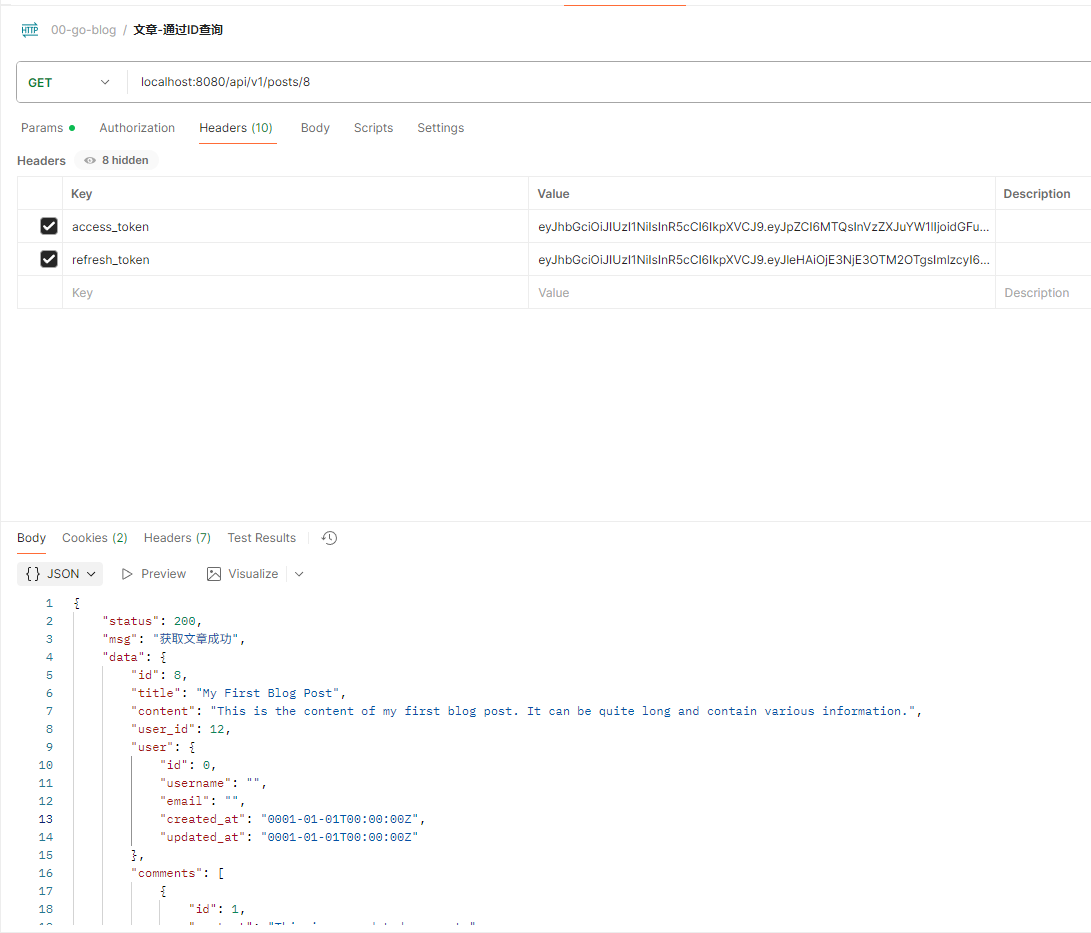 HTTP 00-go-blog / 文章-通过ID查询
GET localhost:8080/api/v1/posts/8
Params Authorization Headers (10) Body Scripts Settings
Headers 8 hidden
Key Value Description
access_token eyJhbGciOiJIUzI1NiIsInR5cCI6IkpXVCJ9.eyJpZCI6MTQsInVzZXJuYW1lIjoidGFu...
refresh_token eyJhbGciOiJIUzI1NiIsInR5cCI6IkpXVCJ9.eyJleHAiOjE3NjE3OTM2OTgsImlzcyI6...
Key Value Description
Body Cookies (2) Headers (7) Test Results
{} JSON Preview Visualize
1 {
2 "status": 200,
3 "msg": "获取文章成功",
4 "data": {
5 "id": 8,
6 "title": "My First Blog Post",
7 "content": "This is the content of my first blog post. It can be quite long and contain various information.",
8 "user_id": 12,
9 "user": {
10 "id": 0,
11 "username": "",
12 "email": "",
13 "created_at": "0001-01-01T00:00:00Z",
14 "updated_at": "0001-01-01T00:00:00Z"
15 },
16 "comments": [
17 {
18 "id": 1,